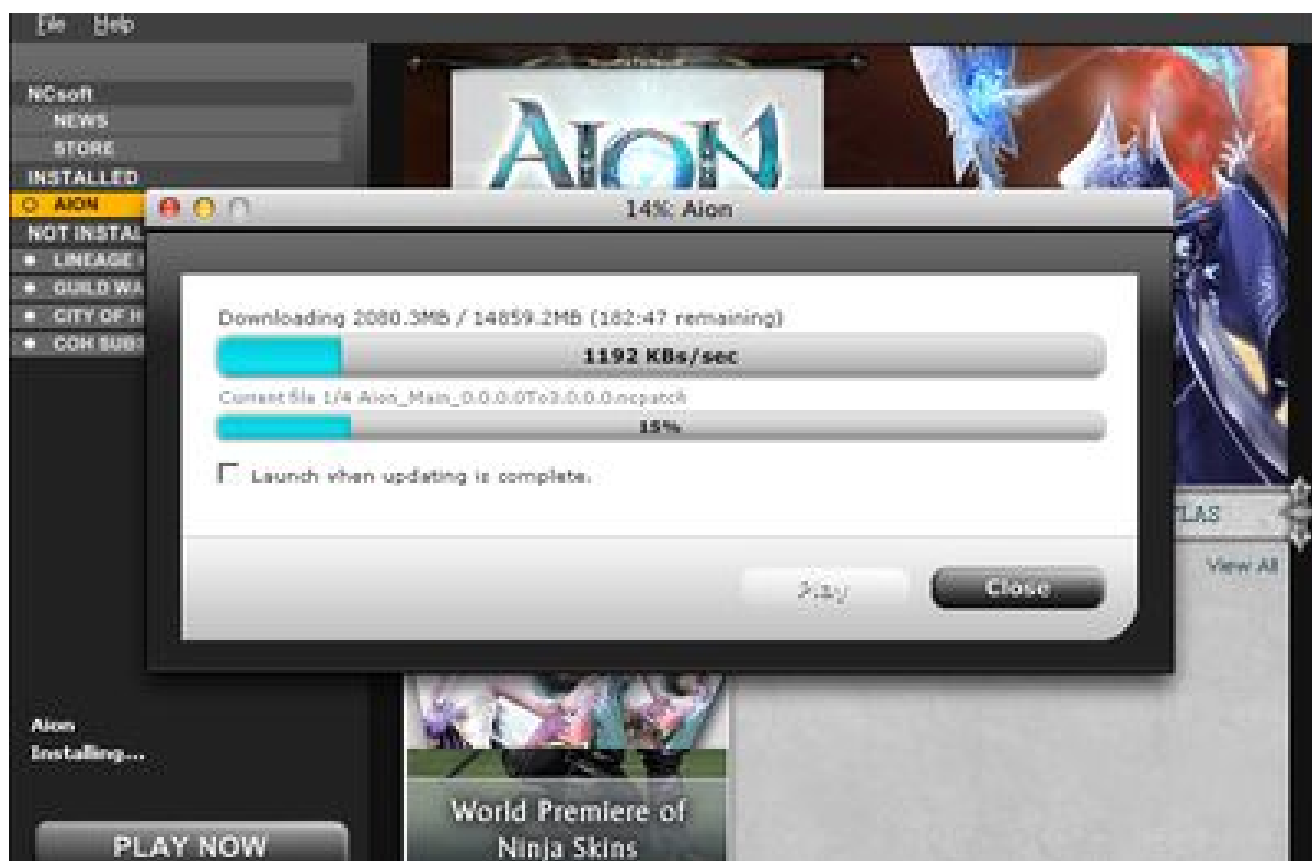 File Help
NCsoft
NEWS
STORE
INSTALLED
AION
NOT INSTAL
LINEAGE
GUILD WA
CITY OF H
COH SUB
AION
14%: Aion
Downloading 2080.3MB / 14859.2MB (182:47 remaining)
1192 KBs/sec
Current file 1/4 Aion_Main_0.0.0.0To3.0.0.0.ncpatch
15%
Launch when updating is complete.
Play
Close
LAS
View All
Aion
Installing...
PLAY NOW
World Premiere of
Ninja Skins